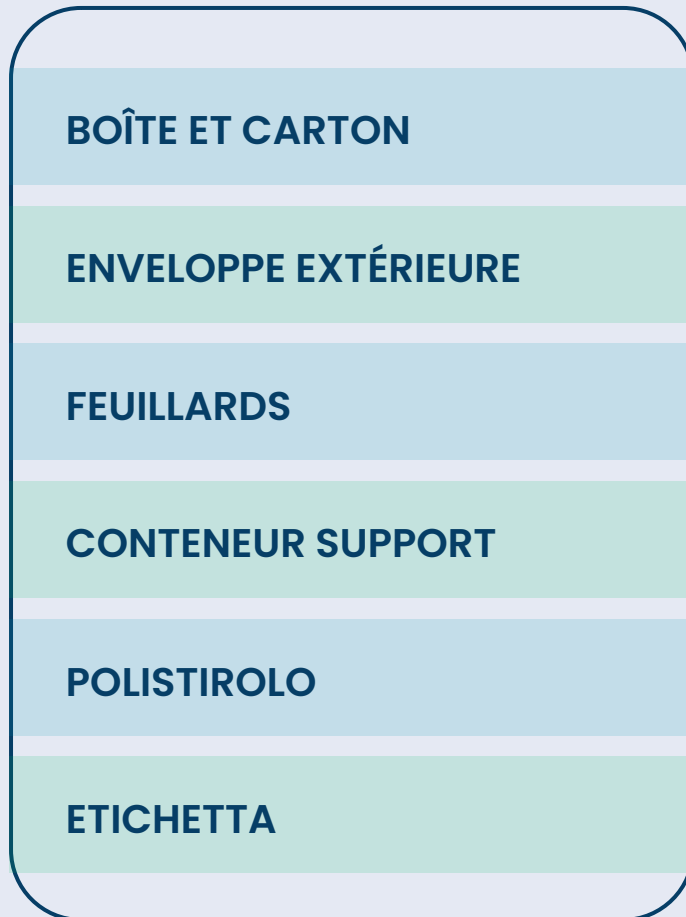 BOÎTE ET CARTON
ENVELOPPE EXTÉRIEURE
FEUILLARDS
CONTENEUR SUPPORT
POLISTIROLO
ETICHETTA